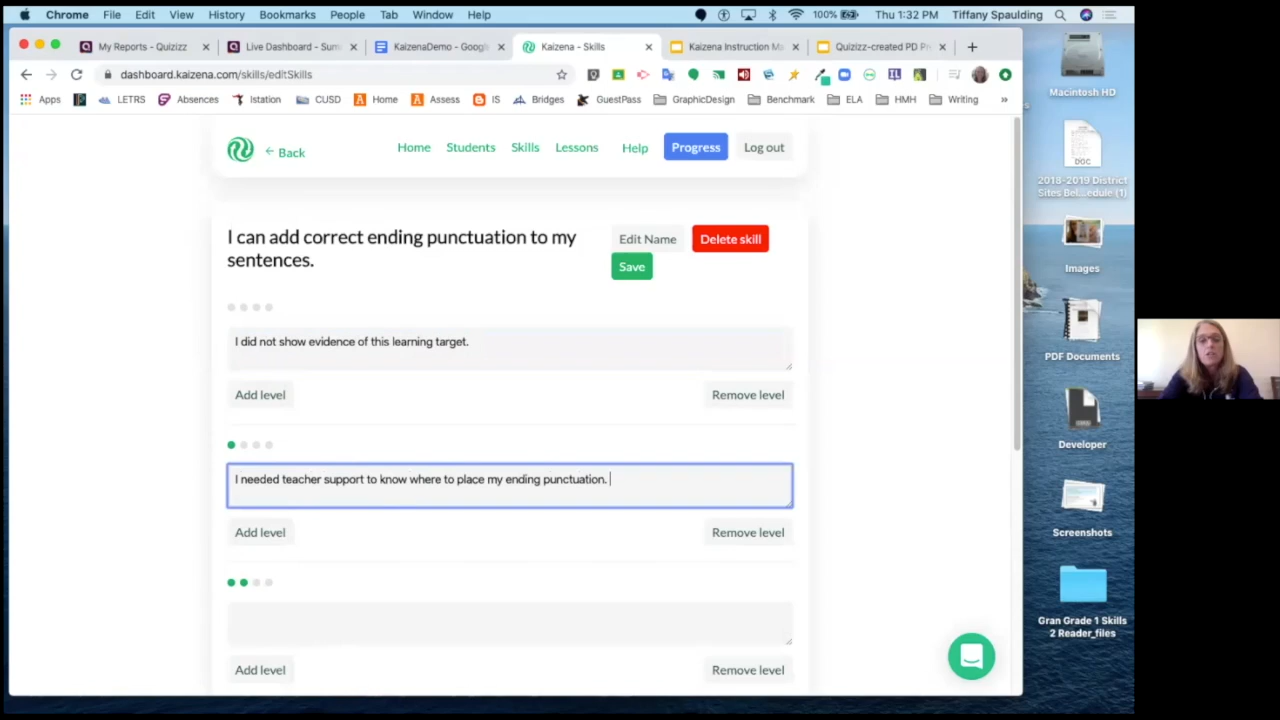 Chrome File Edit View History Bookmarks People Tab Window Help 100% Thu 1:32 PM Tiffany Spaulding
My Reports - Quizizz Live Dashboard - Sum KaizenaDemo - Googl Kaizena - Skills Kaizena Instruction Ma Quizizz-created PD Pr
dashboard.kaizena.com/skills/editSkills
Apps LETRS Absences Istation CUSD Home Assess IS Bridges GuestPass GraphicDesign Benchmark ELA HMH Writing »
Macintosh HD
← Back Home Students Skills Lessons Help Progress Log out
DOC
2018-2019 District
Sites Bel...edule (1)
I can add correct ending punctuation to my
sentences.
Edit Name Delete skill
Save
Images
I did not show evidence of this learning target.
PDF Documents
Add level Remove level
Developer
I needed teacher support to know where to place my ending punctuation.
Add level Remove level
Screenshots
Gran Grade 1 Skills
2 Reader_files
Add level Remove level